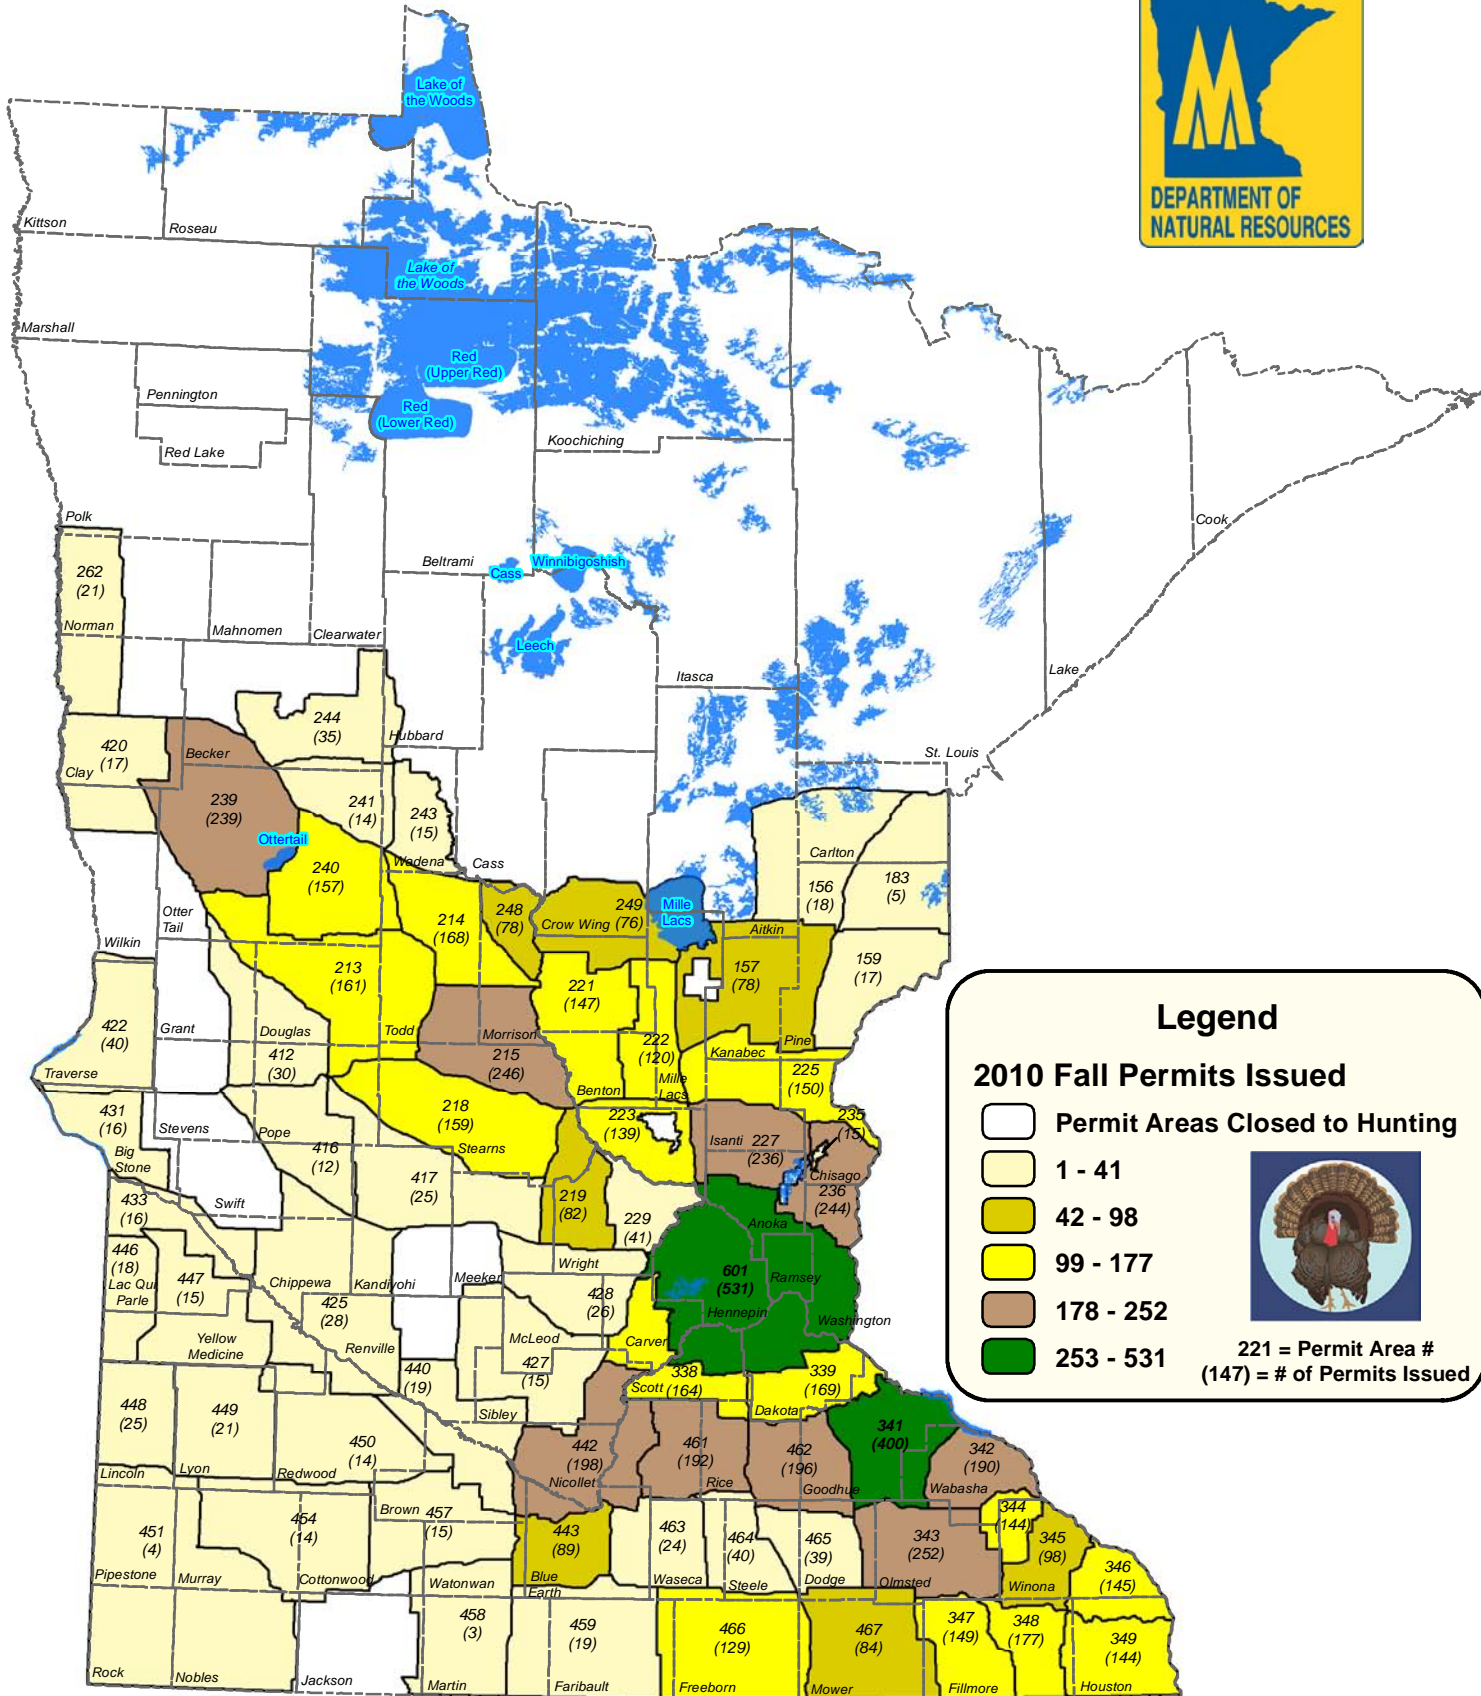 DEPARTMENT OF
NATURAL RESOURCES
Lake of
the Woods
Kittson
Roseau
Lake of
the Woods
Marshall
Red
(Upper Red)
Pennington
Red
(Lower Red)
Koochiching
Red Lake
Polk
Cook
Beltrami
Winnibigoshish
Cass
262
(21)
Norman
Mahnomen
Clearwater
Leech
Itasca
Lake
244
(35)
Hubbard
420
(17)
Becker
St. Louis
Clay
239
(239)
241
(14)
243
(15)
Ottertail
Carlton
240
(157)
Wadena
Cass
156
(18)
183
(5)
Otter
Tail
214
(168)
248
(78)
249
(76)
Crow Wing
Mille
Lacs
Aitkin
Wilkin
213
(161)
221
(147)
157
(78)
159
(17)
422
(40)
Grant
Douglas
Todd
Morrison
222
(120)
Pine
412
(30)
215
(246)
Kanabec
Traverse
225
(150)
Benton
Mille
Lacs
431
(16)
218
(159)
223
(139)
235
(15)
Stevens
Pope
Stearns
Isanti
227
(236)
Big
Stone
416
(12)
417
(25)
Chisago
433
(16)
Swift
219
(82)
236
(244)
229
(41)
Anoka
446
(18)
Lac Qui
Parle
447
(15)
Chippewa
Kandiyohi
Meeker
Wright
601
(531)
Ramsey
425
(28)
428
(26)
Hennepin
Washington
Yellow
Medicine
Renville
McLeod
Carver
440
(19)
427
(15)
Scott
338
(164)
339
(169)
448
(25)
449
(21)
Sibley
Dakota
341
(400)
450
(14)
442
(198)
461
(192)
462
(196)
342
(190)
Lincoln
Lyon
Redwood
Nicollet
Rice
Goodhue
Wabasha
451
(4)
454
(14)
Brown
457
(15)
443
(89)
463
(24)
464
(40)
465
(39)
343
(252)
344
(144)
345
(98)
346
(145)
Pipestone
Murray
Cottonwood
Watonwan
Blue
Earth
Waseca
Steele
Dodge
Olmsted
Winona
458
(3)
459
(19)
466
(129)
467
(84)
347
(149)
348
(177)
349
(144)
Rock
Nobles
Jackson
Martin
Faribault
Freeborn
Mower
Fillmore
Houston
Legend
2010 Fall Permits Issued
Permit Areas Closed to Hunting
1 - 41
42 - 98
99 - 177
178 - 252
253 - 531
221 = Permit Area #
(147) = # of Permits Issued